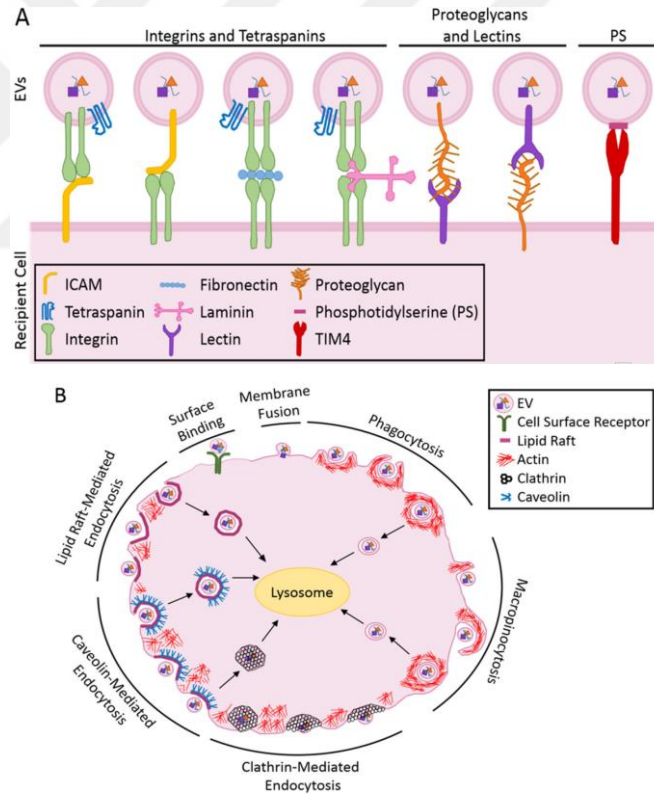 A
Integrins and Tetraspanins
Proteoglycans
and Lectins
PS
EVs
Recipient Cell
ICAM
Tetraspanin
Integrin
Fibronectin
Laminin
Lectin
Proteoglycan
Phosphotidylserine (PS)
TIM4
B
Surface
Binding
Membrane
Fusion
Phagocytosis
Macropinocytosis
Clathrin-Mediated
Endocytosis
Caveolin-Mediated
Endocytosis
Lipid Raft-Mediated
Endocytosis
Lysosome
EV
Cell Surface Receptor
Lipid Raft
Actin
Clathrin
Caveolin